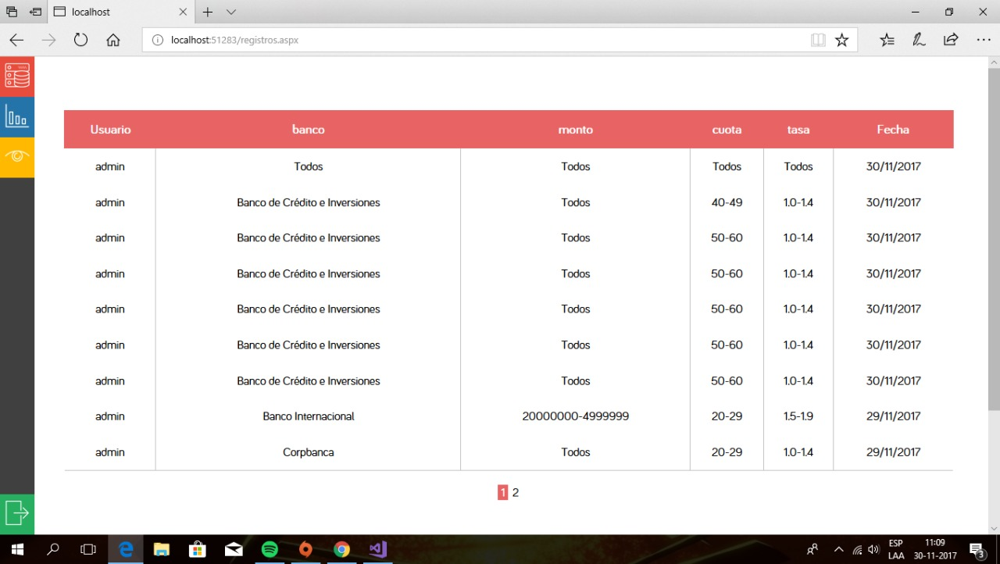 localhost
localhost:51283/registros.aspx
Usuario banco monto cuota tasa Fecha
admin Todos Todos Todos Todos 30/11/2017
admin Banco de Crédito e Inversiones Todos 40-49 1.0-1.4 30/11/2017
admin Banco de Crédito e Inversiones Todos 50-60 1.0-1.4 30/11/2017
admin Banco de Crédito e Inversiones Todos 50-60 1.0-1.4 30/11/2017
admin Banco de Crédito e Inversiones Todos 50-60 1.0-1.4 30/11/2017
admin Banco de Crédito e Inversiones Todos 50-60 1.0-1.4 30/11/2017
admin Banco de Crédito e Inversiones Todos 50-60 1.0-1.4 30/11/2017
admin Banco Internacional 20000000-4999999 20-29 1.5-1.9 29/11/2017
admin Corpbanca Todos 20-29 1.0-1.4 29/11/2017
1 2
ESP 11:09
LAA 30-11-2017 3